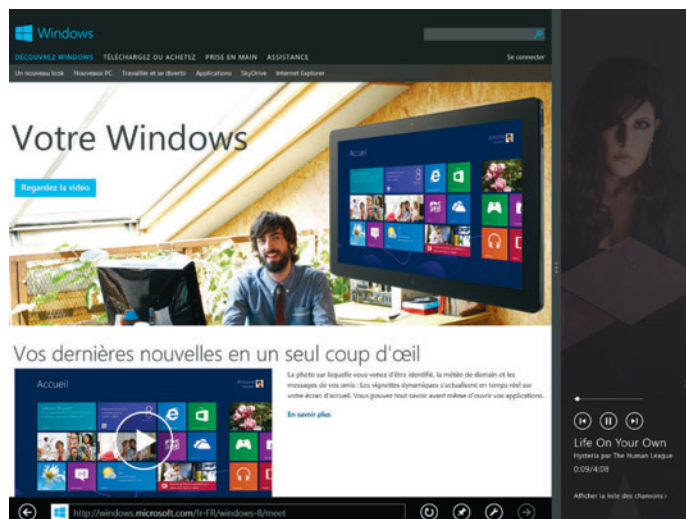 Windows
DÉCOUVREZ WINDOWS TÉLÉCHARGEZ OU ACHETEZ PRISE EN MAIN ASSISTANCE
Se connecter
Un nouveau look Nouveaux PC Travailler et se divertir Applications SkyDrive Internet Explorer
Votre Windows
Regardez la vidéo
Accueil
Vos dernières nouvelles en un seul coup d'œil
Accueil
La photo sur laquelle vous venez d'être identifié, la météo de demain et les
messages de vos amis : Les vignettes dynamiques s'actualisent en temps réel sur
votre écran d'accueil. Vous pouvez tout savoir avant même d'ouvrir vos applications.
En savoir plus
Life On Your Own
Hysteria par The Human League
0:09/4:08
Afficher la liste des chansons ›
http://windows.microsoft.com/fr-FR/windows-8/meet